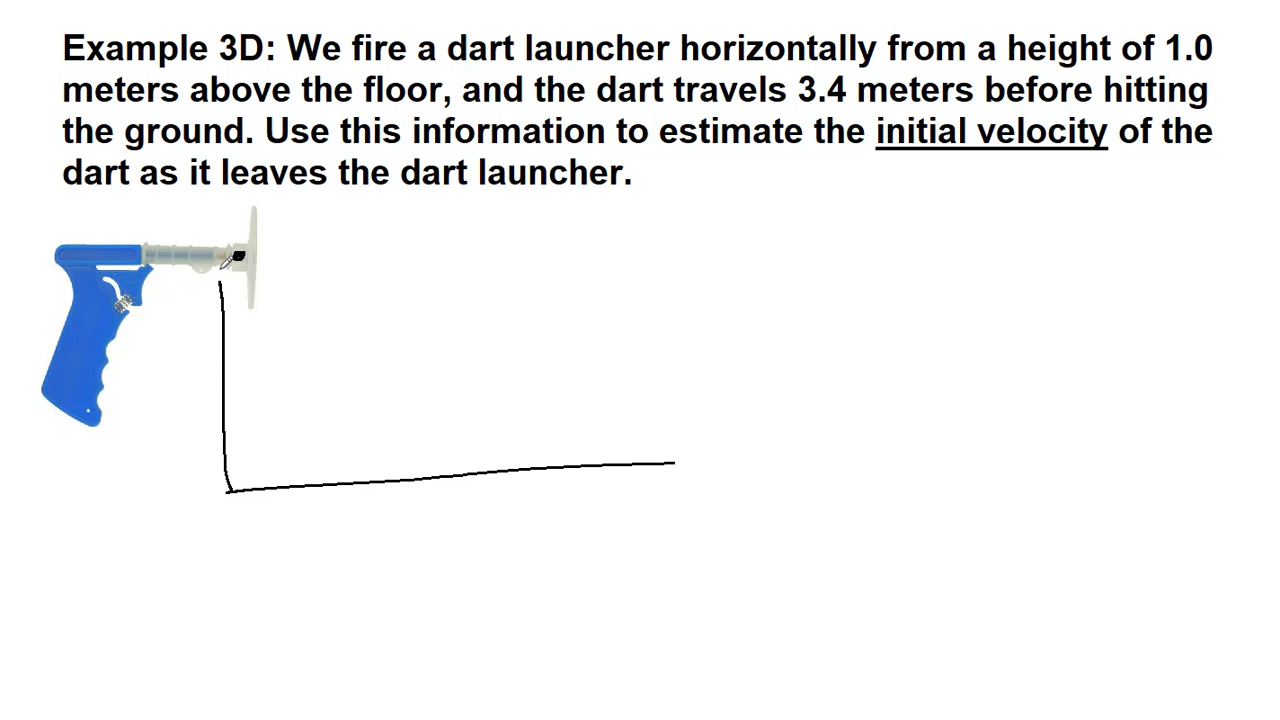 Example 3D: We fire a dart launcher horizontally from a height of 1.0
meters above the floor, and the dart travels 3.4 meters before hitting
the ground. Use this information to estimate the initial velocity of the
dart as it leaves the dart launcher.